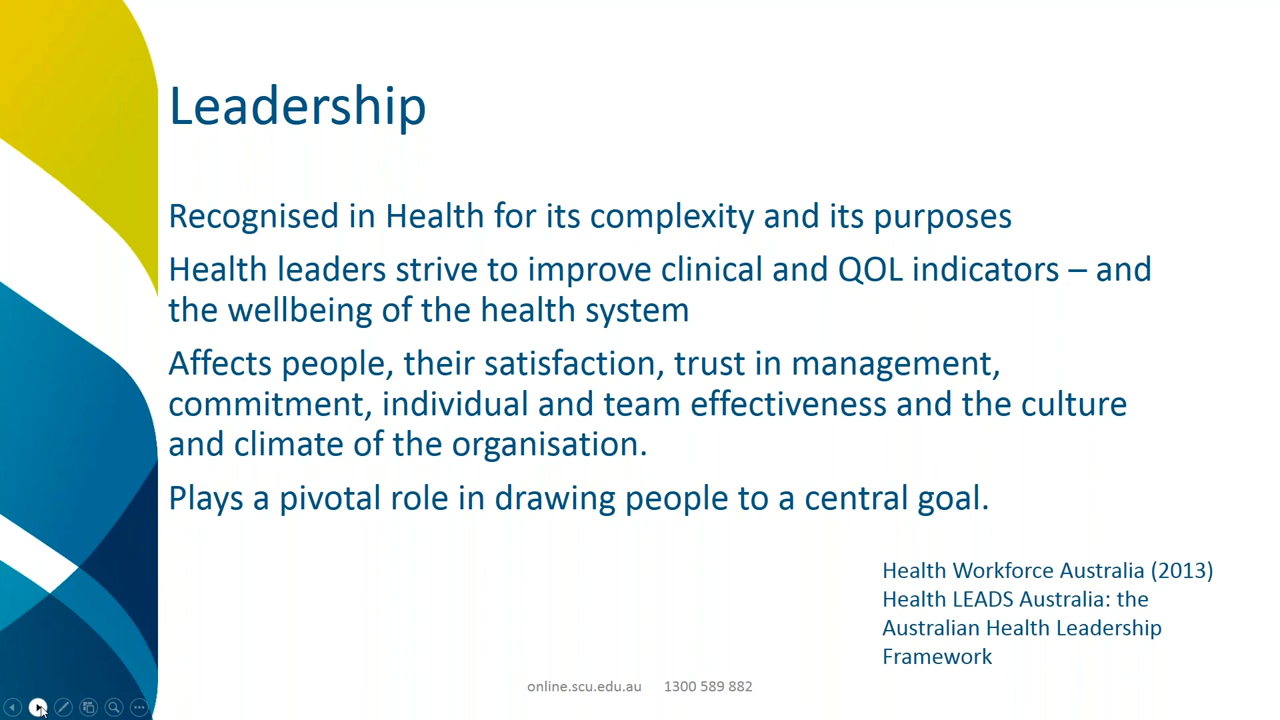 Leadership
Recognised in Health for its complexity and its purposes
Health leaders strive to improve clinical and QOL indicators – and
the wellbeing of the health system
Affects people, their satisfaction, trust in management,
commitment, individual and team effectiveness and the culture
and climate of the organisation.
Plays a pivotal role in drawing people to a central goal.
Health Workforce Australia (2013)
Health LEADS Australia: the
Australian Health Leadership
Framework
online.scu.edu.au 1300 589 882